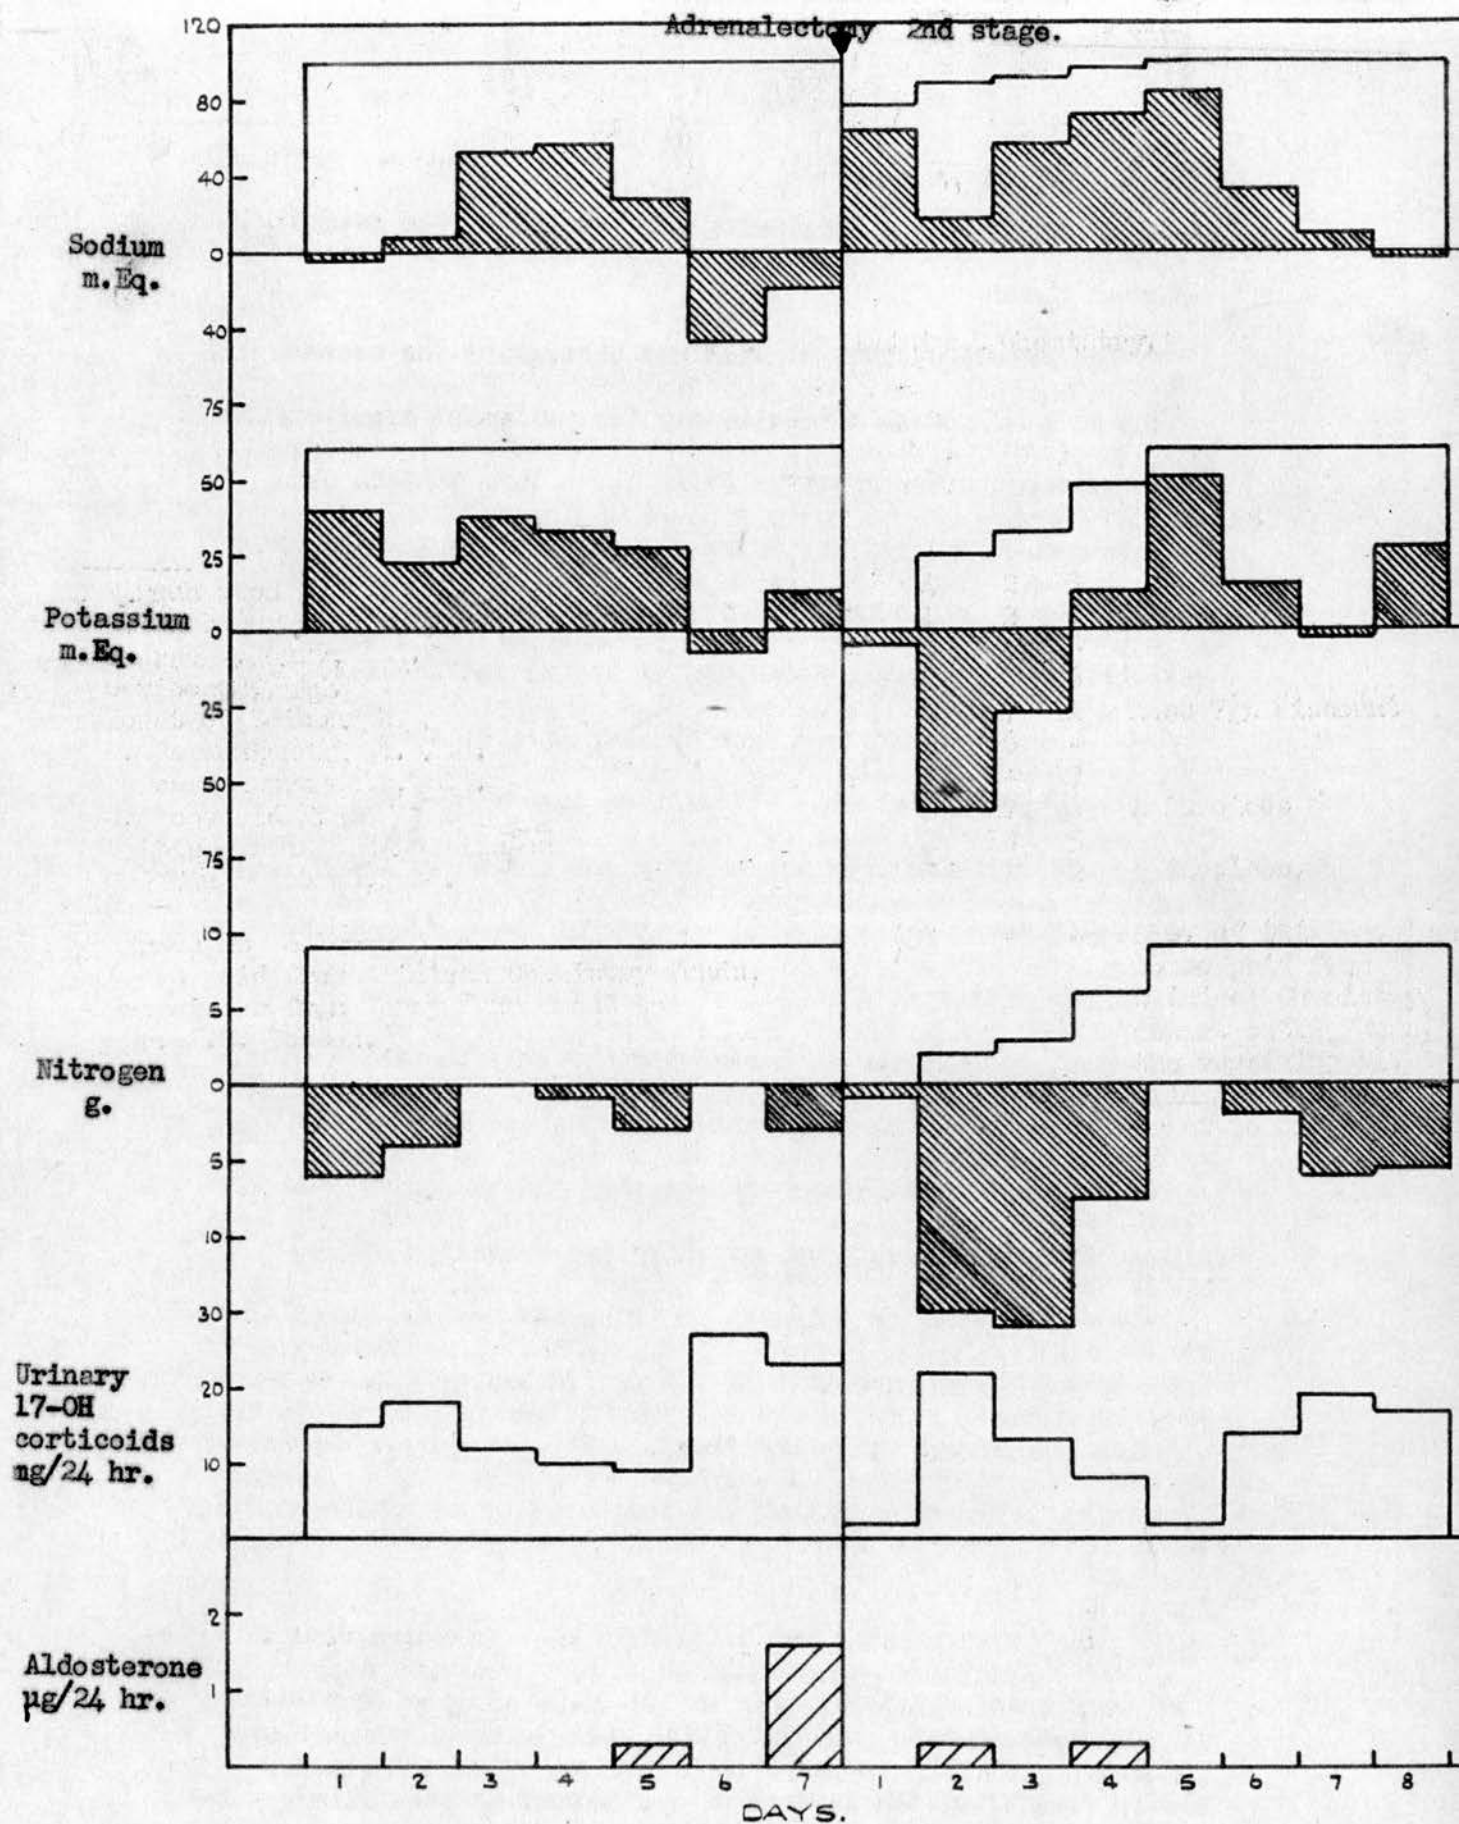 Adrenalectomy 2nd stage.
120
80
40
0
Sodium
m.Eq.
40
75
50
25
0
Potassium
m.Eq.
25
50
75
10
5
0
Nitrogen
g.
5
10
30
20
10
Urinary
17-OH
corticoids
mg/24 hr.
2
1
Aldosterone
µg/24 hr.
1 2 3 4 5 6 7 1 2 3 4 5 6 7 8
DAYS.